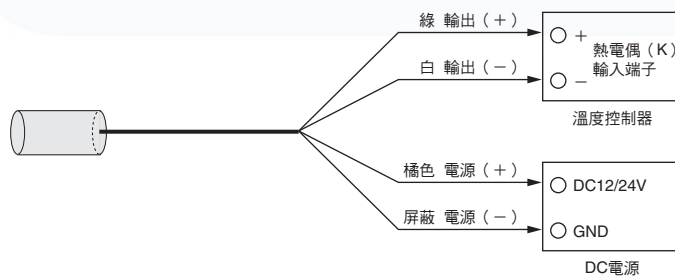 綠 輸出（＋）
＋
熱電偶（K）
輸入端子
白 輸出（－）
－
溫度控制器
橘色 電源（＋）
DC12/24V
屏蔽 電源（－）
GND
DC電源